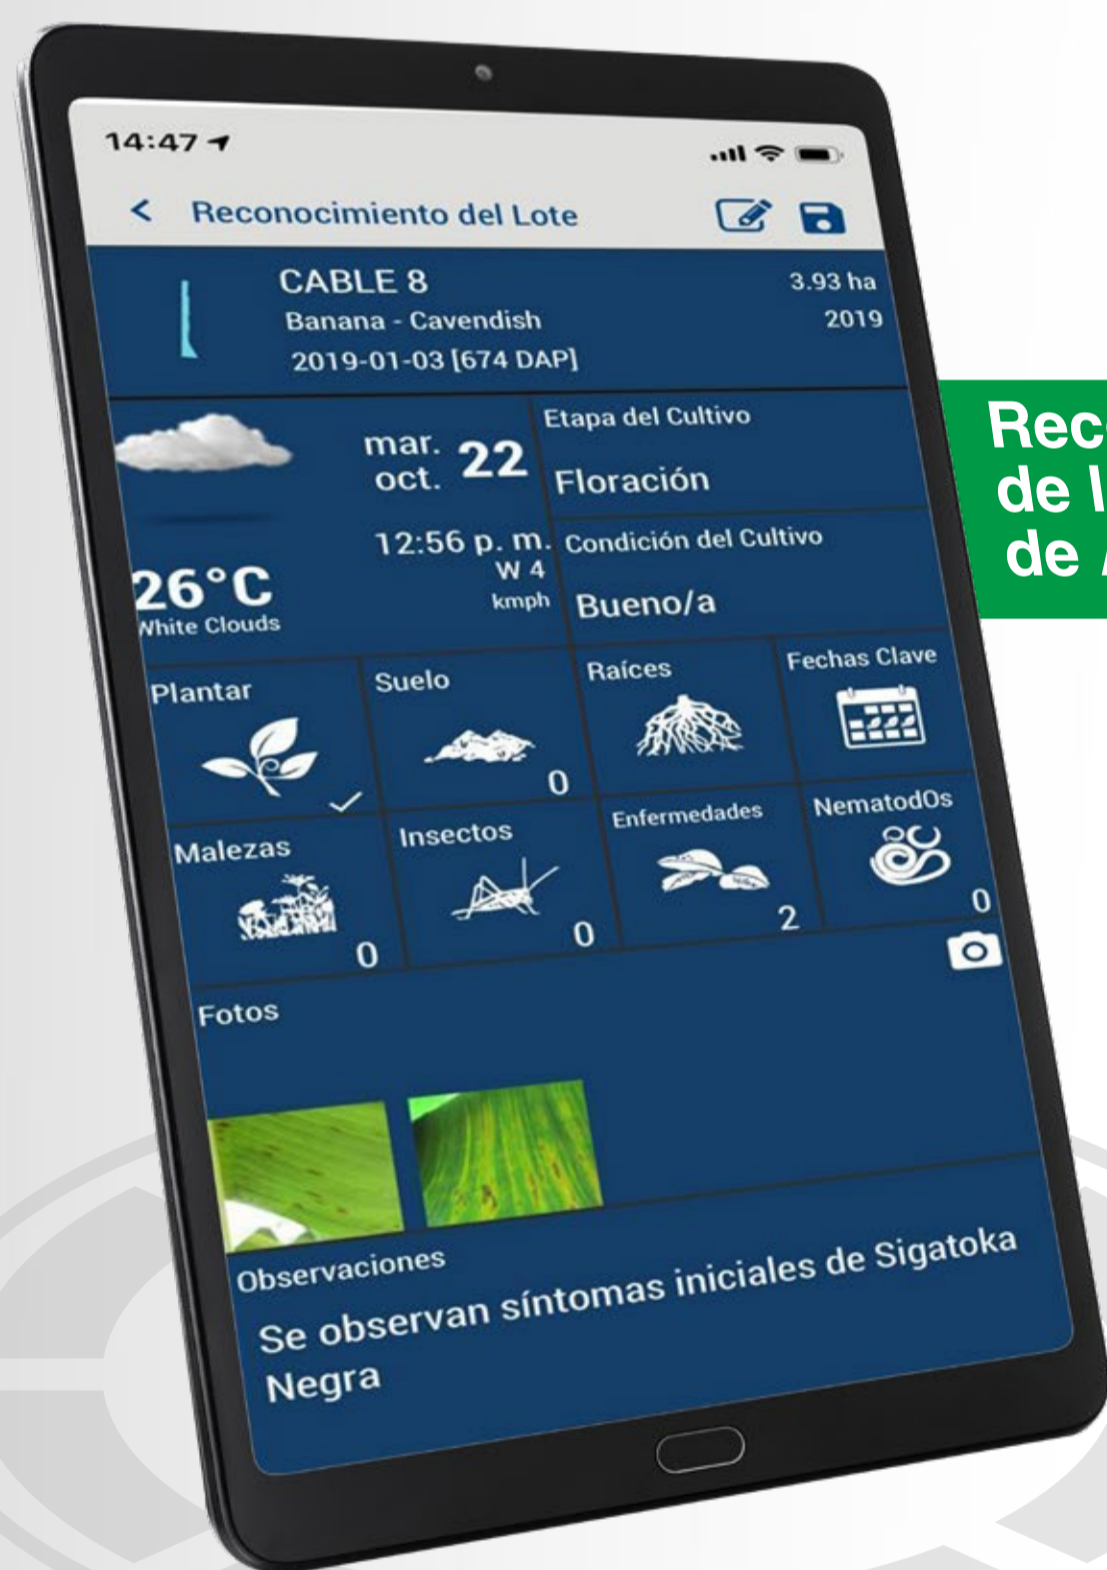 14:47
Reconocimiento del Lote
CABLE 8
3.93 ha
Banana - Cavendish
2019
2019-01-03 [674 DAP]
mar. 22
oct.
12:56 p. m.
W 4
kmph
26°C
White Clouds
Etapa del Cultivo
Floración
Condición del Cultivo
Bueno/a
Plantar
Suelo
0
Raíces
Fechas Clave
Malezas
0
Insectos
0
Enfermedades
2
NematodOs
0
Fotos
Observaciones
Se observan síntomas iniciales de Sigatoka
Negra
de